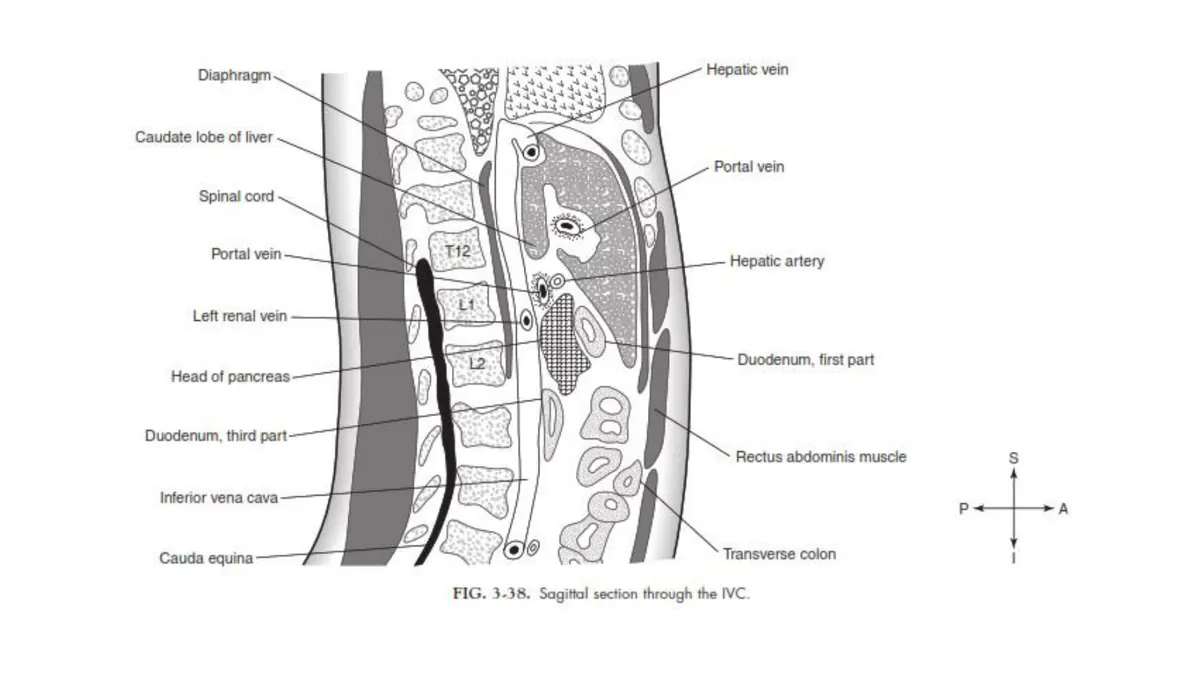 Diaphragm
Caudate lobe of liver
Spinal cord
Portal vein
Left renal vein
Head of pancreas
Duodenum, third part
Inferior vena cava
Cauda equina
T12
L1
L2
Hepatic vein
Portal vein
Hepatic artery
Duodenum, first part
Rectus abdominis muscle
Transverse colon
S
P
A
I
FIG. 3-38. Sagittal section through the IVC.